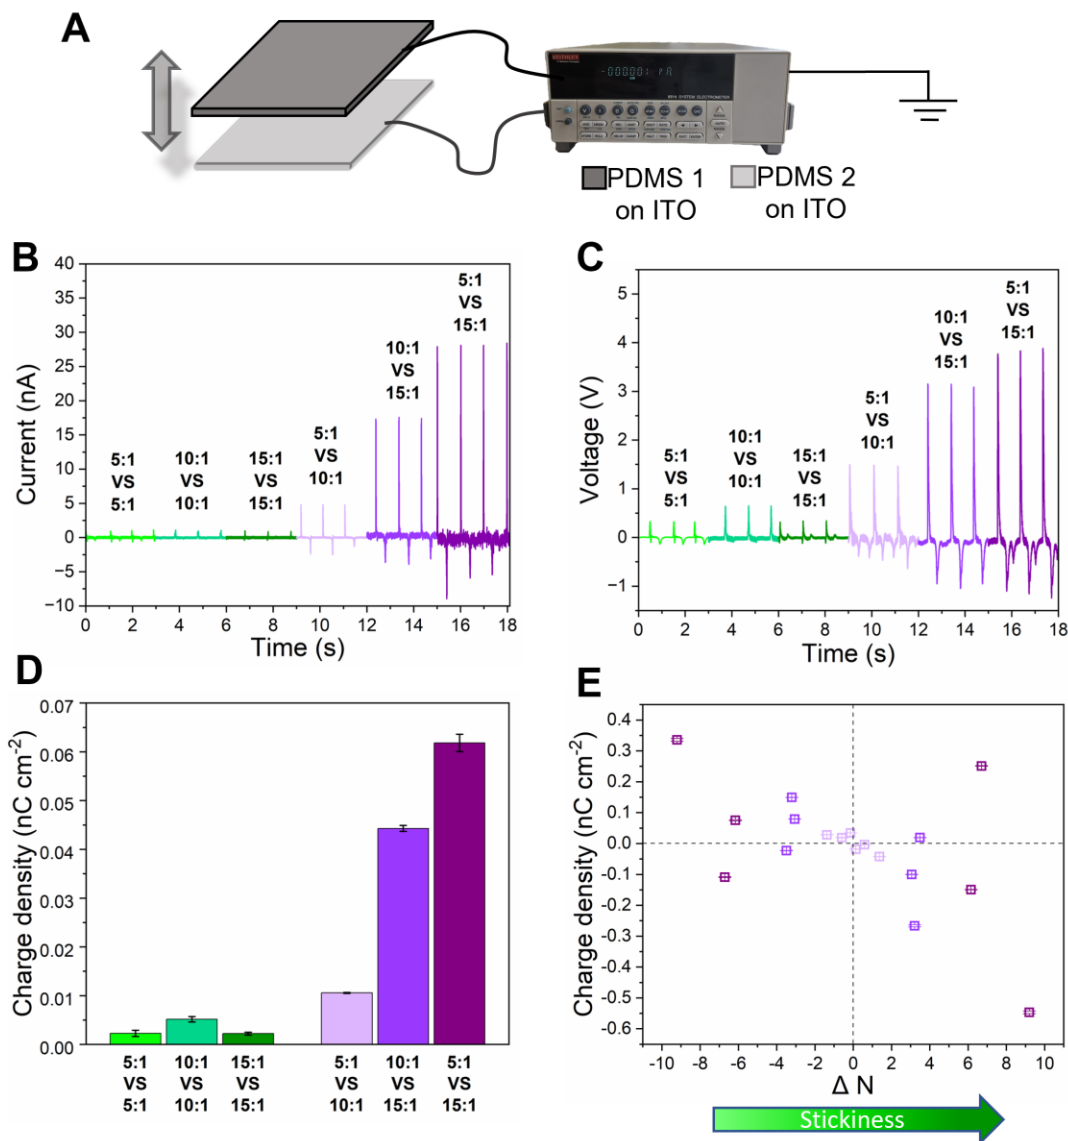 A
KEITHLEY
-000.001 nA
6514 SYSTEM ELECTROMETER
PDMS 1
on ITO
PDMS 2
on ITO
B
Current (nA)
40
35
30
25
20
15
10
5
0
−5
−10
5:1
VS
5:1
10:1
VS
10:1
15:1
VS
15:1
5:1
VS
10:1
10:1
VS
15:1
5:1
VS
15:1
0 2 4 6 8 10 12 14 16 18
Time (s)
C
Voltage (V)
5
4
3
2
1
0
−1
5:1
VS
5:1
10:1
VS
10:1
15:1
VS
15:1
5:1
VS
10:1
10:1
VS
15:1
5:1
VS
15:1
0 2 4 6 8 10 12 14 16 18
Time (s)
D
Charge density (nC cm⁻²)
0.07
0.06
0.05
0.04
0.03
0.02
0.01
0.00
5:1
VS
5:1
10:1
VS
10:1
15:1
VS
15:1
5:1
VS
10:1
10:1
VS
15:1
5:1
VS
15:1
E
Charge density (nC cm⁻²)
0.4
0.3
0.2
0.1
0.0
-0.1
-0.2
-0.3
-0.4
-0.5
-0.6
-10 -8 -6 -4 -2 0 2 4 6 8 10
Δ N
Stickiness